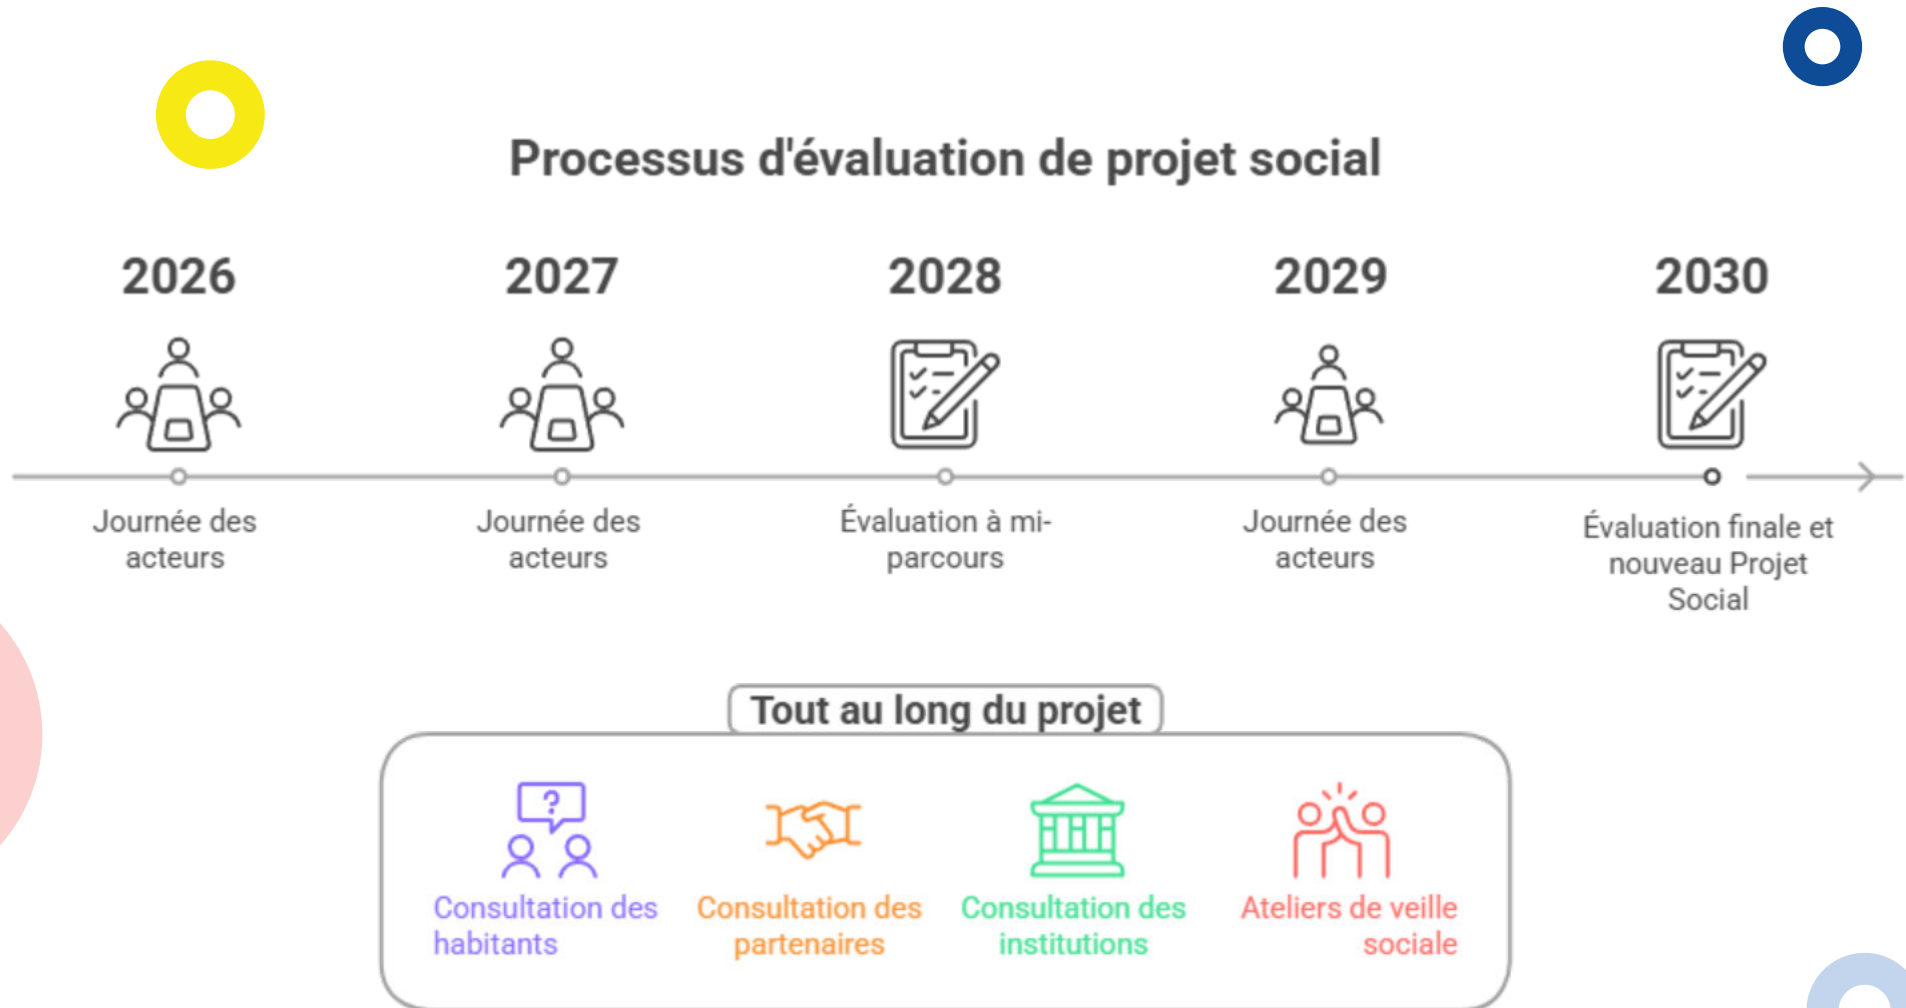 Processus d'évaluation de projet social
2026
2027
2028
2029
2030
Journée des
acteurs
Journée des
acteurs
Évaluation à mi-
parcours
Journée des
acteurs
Évaluation finale et
nouveau Projet
Social
Tout au long du projet
?
Consultation des
habitants
Consultation des
partenaires
Consultation des
institutions
Ateliers de veille
sociale